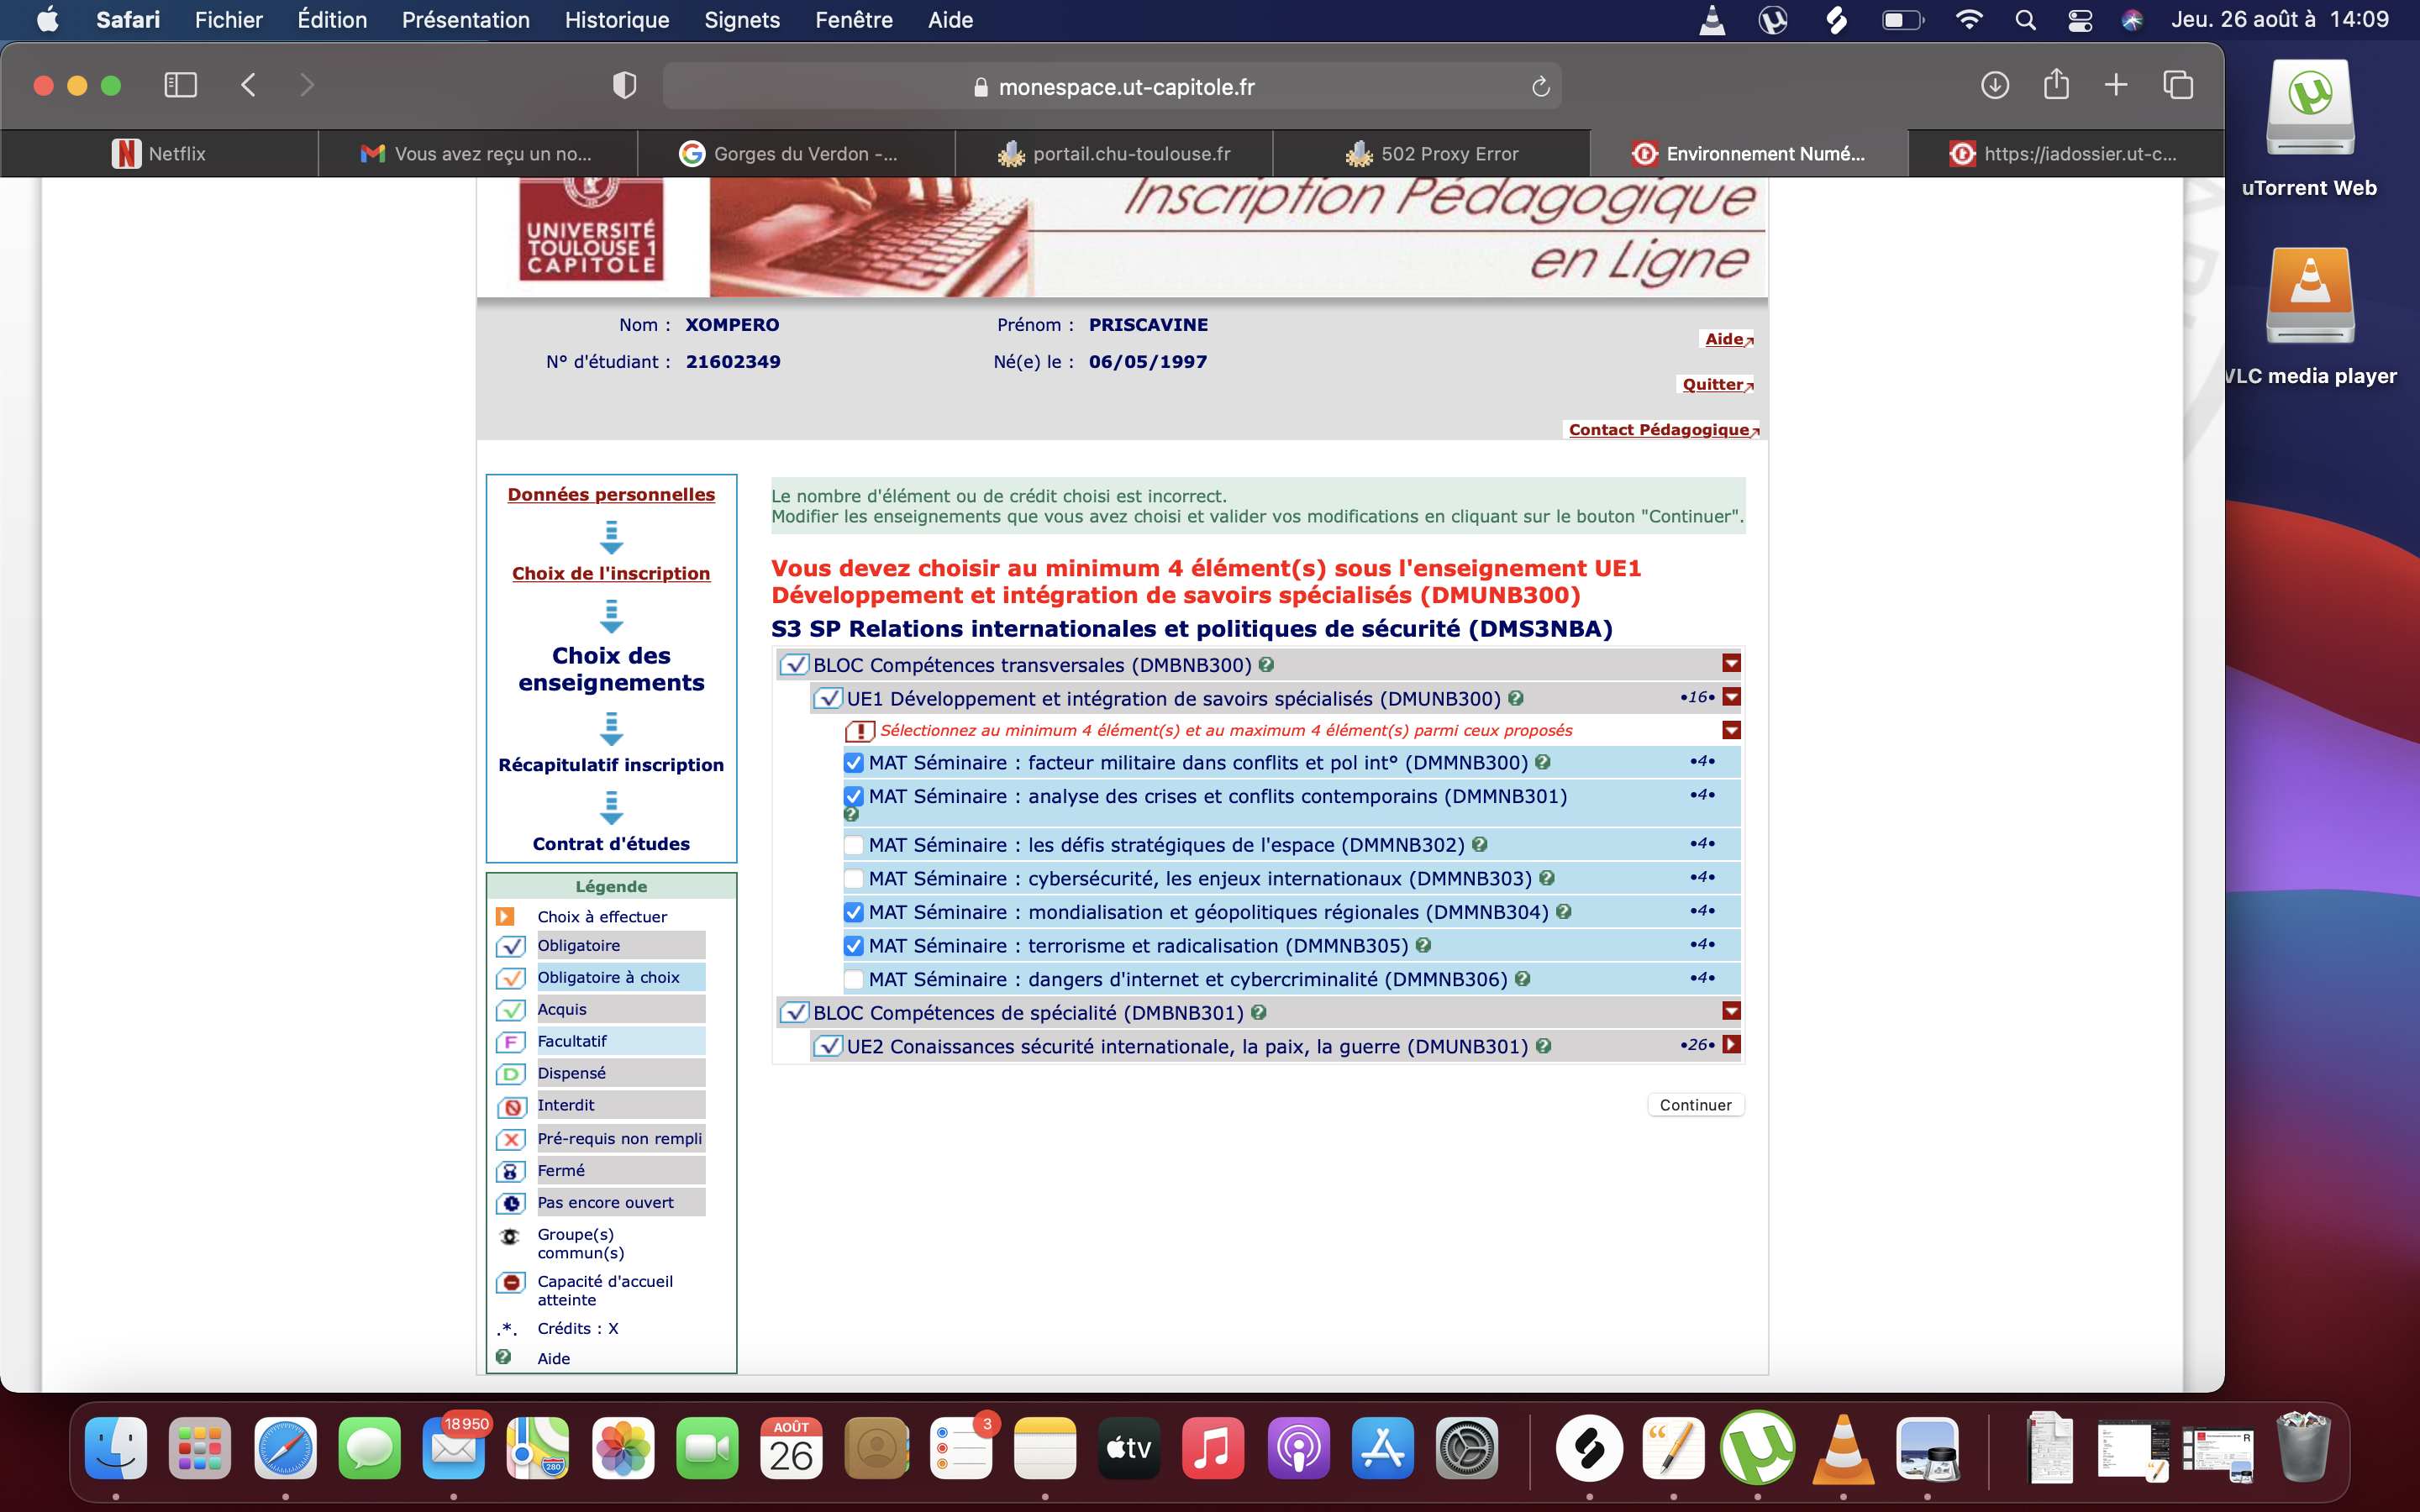 Safari Fichier Édition Présentation Historique Signets Fenêtre Aide Jeu. 26 août à 14:09
monespace.ut-capitole.fr
Netflix Vous avez reçu un no... Gorges du Verdon -... portail.chu-toulouse.fr 502 Proxy Error Environnement Numé... https://iadossier.ut-c...
uTorrent Web
VLC media player
UNIVERSITÉ
TOULOUSE 1
CAPITOLE
Inscription Pédagogique
en Ligne
Nom : XOMPERO Prénom : PRISCAVINE
N° d'étudiant : 21602349 Né(e) le : 06/05/1997
Aide
Quitter
Contact Pédagogique
Données personnelles
Choix de l'inscription
Choix des
enseignements
Récapitulatif inscription
Contrat d'études
Légende
Choix à effectuer
Obligatoire
Obligatoire à choix
Acquis
F Facultatif
D Dispensé
Interdit
Pré-requis non rempli
Fermé
Pas encore ouvert
Groupe(s)
commun(s)
Capacité d'accueil
atteinte
.*. Crédits : X
? Aide
Le nombre d'élément ou de crédit choisi est incorrect.
Modifier les enseignements que vous avez choisi et valider vos modifications en cliquant sur le bouton "Continuer".
Vous devez choisir au minimum 4 élément(s) sous l'enseignement UE1
Développement et intégration de savoirs spécialisés (DMUNB300)
S3 SP Relations internationales et politiques de sécurité (DMS3NBA)
BLOC Compétences transversales (DMBNB300) ?
UE1 Développement et intégration de savoirs spécialisés (DMUNB300) ? •16•
! Sélectionnez au minimum 4 élément(s) et au maximum 4 élément(s) parmi ceux proposés
MAT Séminaire : facteur militaire dans conflits et pol int° (DMMNB300) ? •4•
MAT Séminaire : analyse des crises et conflits contemporains (DMMNB301) •4•
?
MAT Séminaire : les défis stratégiques de l'espace (DMMNB302) ? •4•
MAT Séminaire : cybersécurité, les enjeux internationaux (DMMNB303) ? •4•
MAT Séminaire : mondialisation et géopolitiques régionales (DMMNB304) ? •4•
MAT Séminaire : terrorisme et radicalisation (DMMNB305) ? •4•
MAT Séminaire : dangers d'internet et cybercriminalité (DMMNB306) ? •4•
BLOC Compétences de spécialité (DMBNB301) ?
UE2 Conaissances sécurité internationale, la paix, la guerre (DMUNB301) ? •26•
Continuer
18 950
280
AOÛT
26
3
tv
R